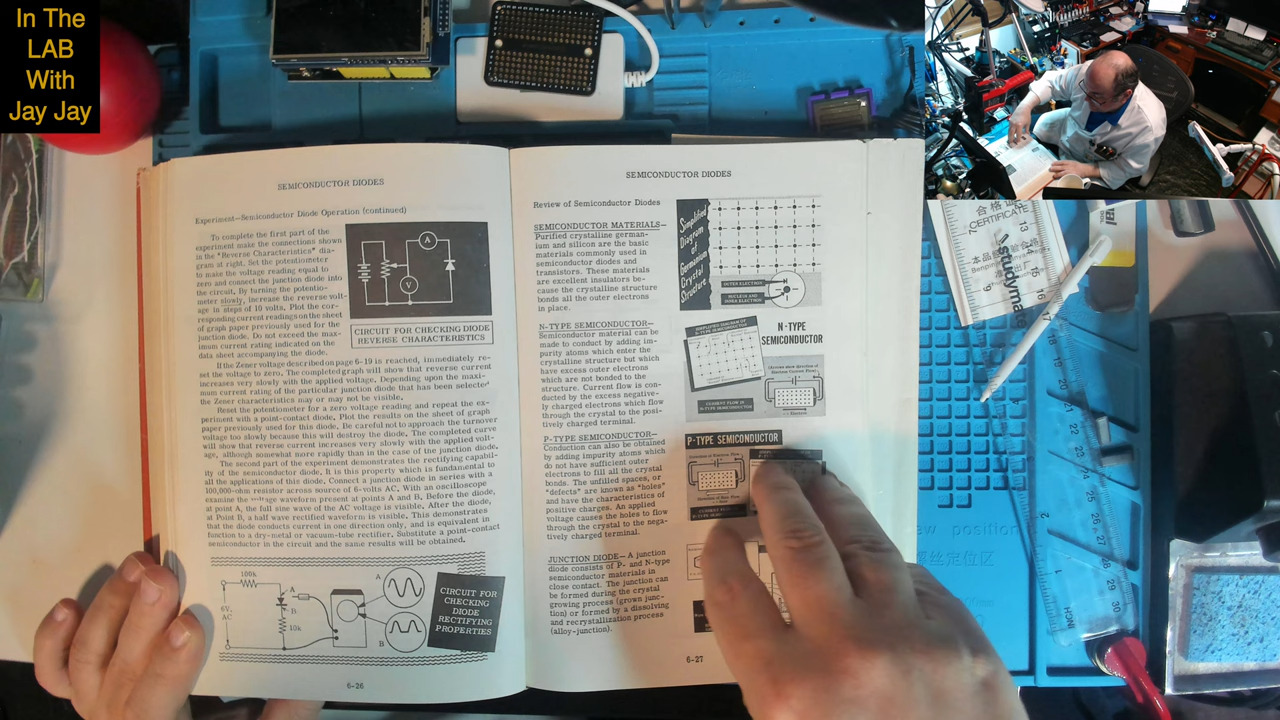 In The
LAB
With
Jay Jay
SEMICONDUCTOR DIODES
Experiment—Semiconductor Diode Operation (continued)
To complete the first part of the
experiment make the connections shown
in the "Reverse Characteristics" dia-
gram at right. Set the potentiometer
to make the voltage reading equal to
zero and connect the junction diode into
the circuit. By turning the potentio-
meter slowly, increase the reverse volt-
age in steps of 10 volts. Plot the cor-
responding current readings on the sheet
of graph paper previously used for the
junction diode. Do not exceed the max-
imum current rating indicated on the
data sheet accompanying the diode.
A
V
CIRCUIT FOR CHECKING DIODE
REVERSE CHARACTERISTICS
If the Zener voltage described on page 6-19 is reached, immediately re-
set the voltage to zero. The completed graph will show that reverse current
increases very slowly with the applied voltage. Depending upon the maxi-
mum current rating of the particular junction diode that has been selected
the Zener characteristics may or may not be visible.
Reset the potentiometer for a zero voltage reading and repeat the ex-
periment with a point-contact diode. Plot the results on the sheet of graph
paper previously used for this diode. Be careful not to approach the turnover
voltage too slowly because this will destroy the diode. The completed curve
will show that reverse current increases very slowly with the applied volt-
age, although somewhat more rapidly than in the case of the junction diode.
The second part of the experiment demonstrates the rectifying capabil-
ity of the semiconductor diode. It is this property which is fundamental to
all the applications of this diode. Connect a junction diode in series with a
100,000-ohm resistor across source of 6-volts AC. With an oscilloscope
examine the voltage waveform present at points A and B. Before the diode,
at point A, the full sine wave of the AC voltage is visible. After the diode,
at Point B, a half wave rectified waveform is visible. This demonstrates
that the diode conducts current in one direction only, and is equivalent in
function to a dry-metal or vacuum-tube rectifier. Substitute a point-contact
semiconductor in the circuit and the same results will be obtained.
100k
6V.
AC
A
B
10k
A
B
CIRCUIT FOR
CHECKING
DIODE
RECTIFYING
PROPERTIES
6-26
SEMICONDUCTOR DIODES
Review of Semiconductor Diodes
SEMICONDUCTOR MATERIALS—
Purified crystalline german-
ium and silicon are the basic
materials commonly used in
semiconductor diodes and
transistors. These materials
are excellent insulators be-
cause the crystalline structure
bonds all the outer electrons
in place.
Simplified
Diagram
of
Germanium
Crystal
Structure
OUTER ELECTRON
NUCLEUS AND
INNER ELECTRONS
N-TYPE SEMICONDUCTOR—
Semiconductor material can be
made to conduct by adding im-
purity atoms which enter the
crystalline structure but which
have excess outer electrons
which are not bonded to the
structure. Current flow is con-
ducted by the excess negative-
ly charged electrons which flow
through the crystal to the posi-
tively charged terminal.
SIMPLIFIED DIAGRAM OF
N-TYPE SEMICONDUCTOR
N-TYPE
SEMICONDUCTOR
CURRENT FLOW IN
N-TYPE SEMICONDUCTOR
P-TYPE SEMICONDUCTOR—
Conduction can also be obtained
by adding impurity atoms which
do not have sufficient outer
electrons to fill all the crystal
bonds. The unfilled spaces, or
"defects" are known as "holes"
and have the characteristics of
positive charges. An applied
voltage causes the holes to flow
through the crystal to the nega-
tively charged terminal.
P-TYPE SEMICONDUCTOR
JUNCTION DIODE—A junction
diode consists of P- and N-type
semiconductor materials in
close contact. The junction can
be formed during the crystal
growing process (grown junc-
tion) or formed by a dissolving
and recrystallization process
(alloy-junction).
6-27
合格证
CERTIFICATE
Studymate
INCH